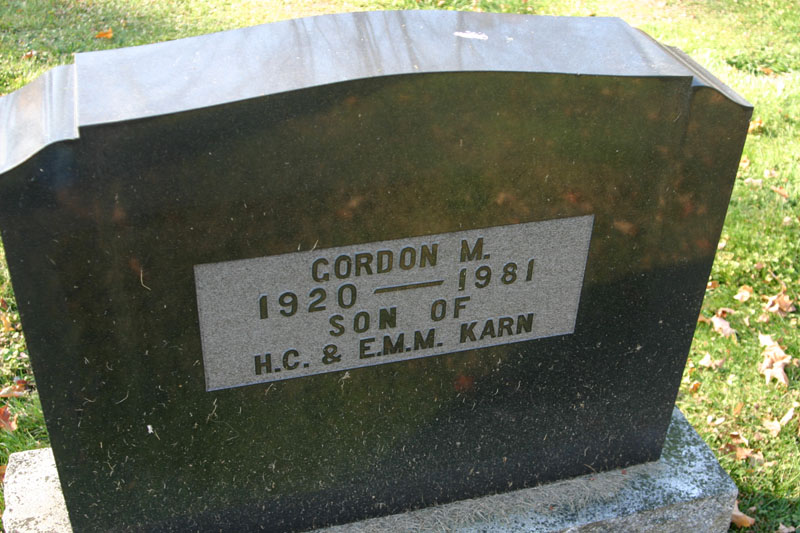 GORDON M.
1920 — 1981
SON OF
H.C. & E.M.M. KARN